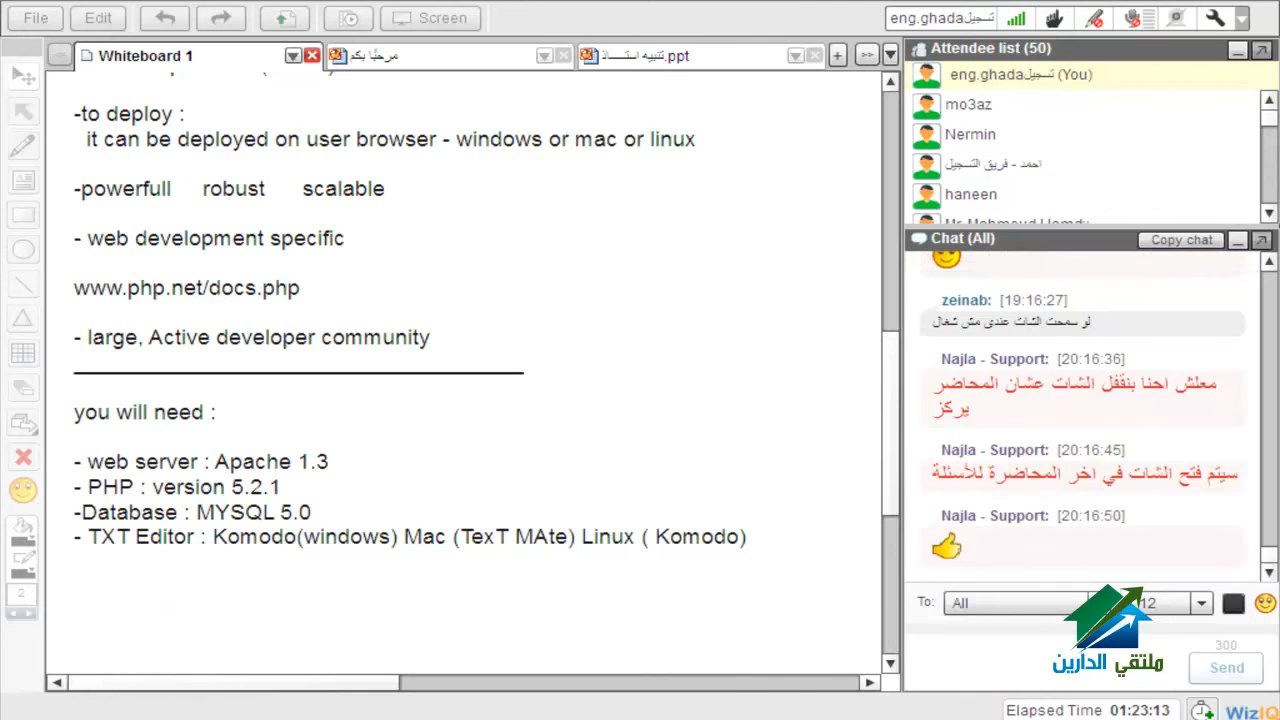 File
Edit
Screen
eng.ghadaتسجيل
Whiteboard 1
مرحبًا بكم
تنبيه استـــــاذ.ppt
-to deploy :
it can be deployed on user browser - windows or mac or linux
-powerfull robust scalable
- web development specific
www.php.net/docs.php
- large, Active developer community
you will need :
- web server : Apache 1.3
- PHP : version 5.2.1
-Database : MYSQL 5.0
- TXT Editor : Komodo(windows) Mac (TexT MAte) Linux ( Komodo)
2
Attendee list (50)
eng.ghadaتسجيل (You)
mo3az
Nermin
احمد - فريق التسجيل
haneen
Mr. Mahmoud Hamdy
Chat (All)
Copy chat
zeinab: [19:16:27]
لو سمحت الشات عندى مش شغال
Najla - Support: [20:16:36]
معلش احنا بنقفل الشات عشان المحاضر
يركز
Najla - Support: [20:16:45]
سيتم فتح الشات في اخر المحاضرة للأسئلة
Najla - Support: [20:16:50]
To:
All
12
300
Send
ملتقي الدارين
Elapsed Time 01:23:13
WizIQ